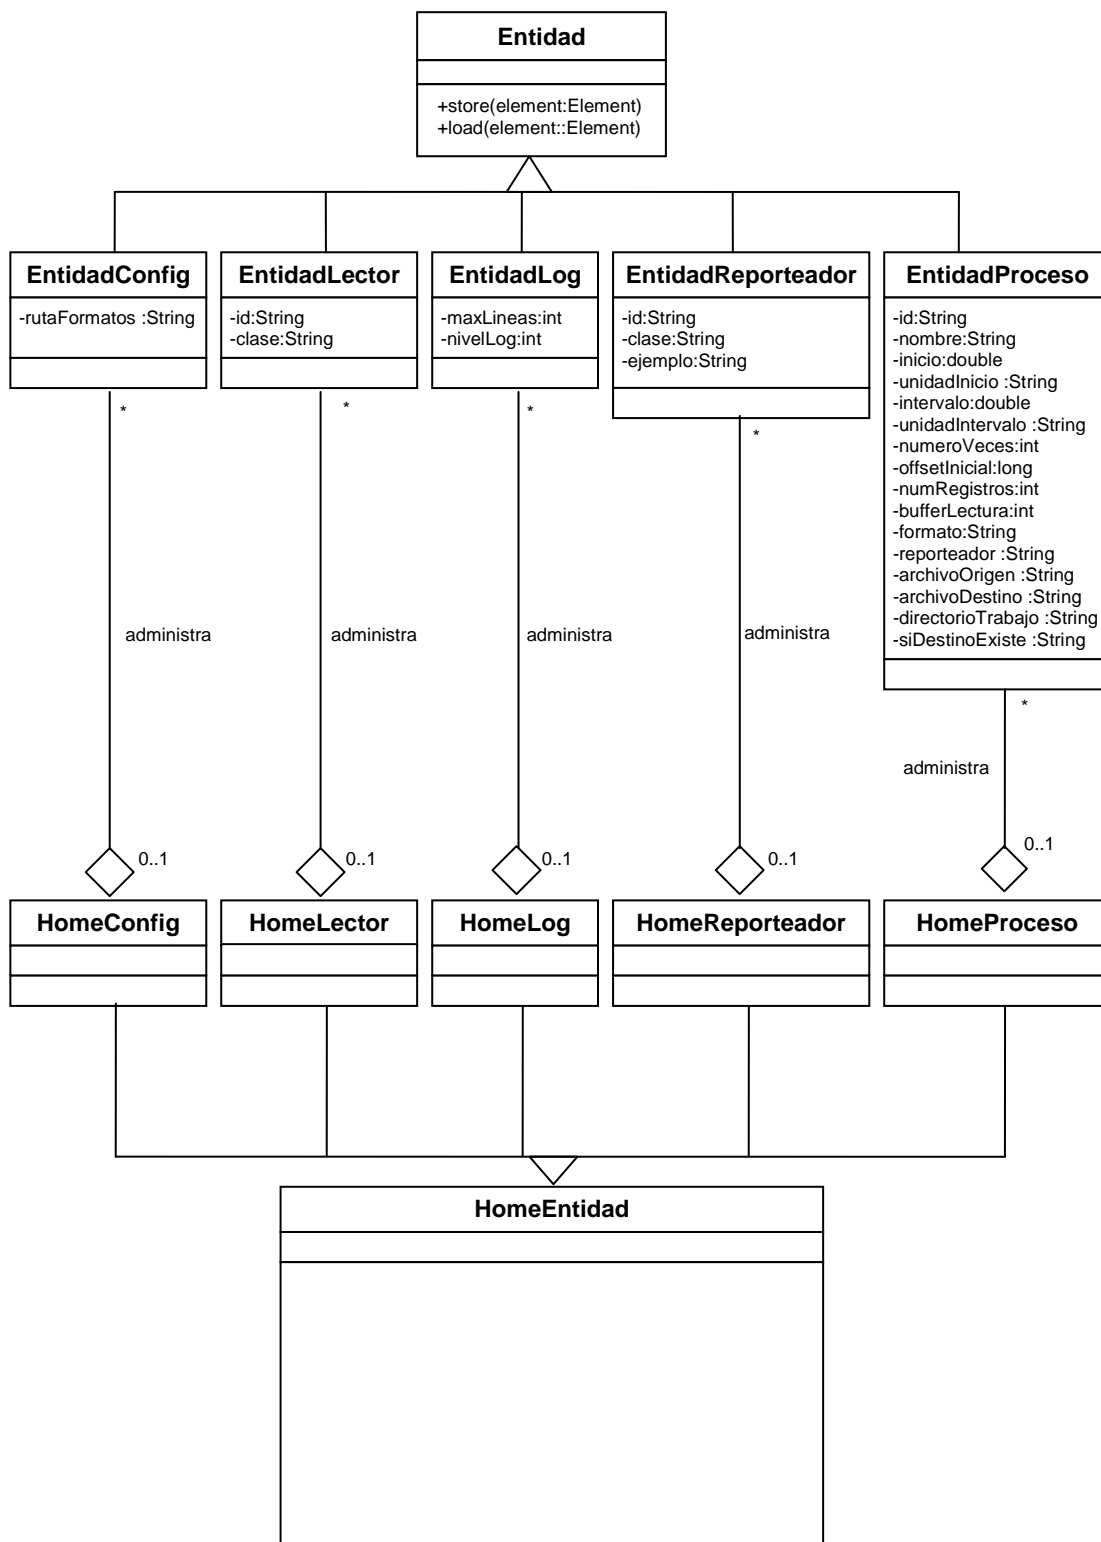 Entidad
+store(element:Element)
+load(element::Element)
EntidadConfig
-rutaFormatos :String
EntidadLector
-id:String
-clase:String
EntidadLog
-maxLineas:int
-nivelLog:int
EntidadReporteador
-id:String
-clase:String
-ejemplo:String
EntidadProceso
-id:String
-nombre:String
-inicio:double
-unidadInicio :String
-intervalo:double
-unidadIntervalo :String
-numeroVeces:int
-offsetInicial:long
-numRegistros:int
-bufferLectura:int
-formato:String
-reporteador :String
-archivoOrigen :String
-archivoDestino :String
-directorioTrabajo :String
-siDestinoExiste :String
*
*
*
*
*
administra
administra
administra
administra
administra
0..1
0..1
0..1
0..1
0..1
HomeConfig
HomeLector
HomeLog
HomeReporteador
HomeProceso
HomeEntidad